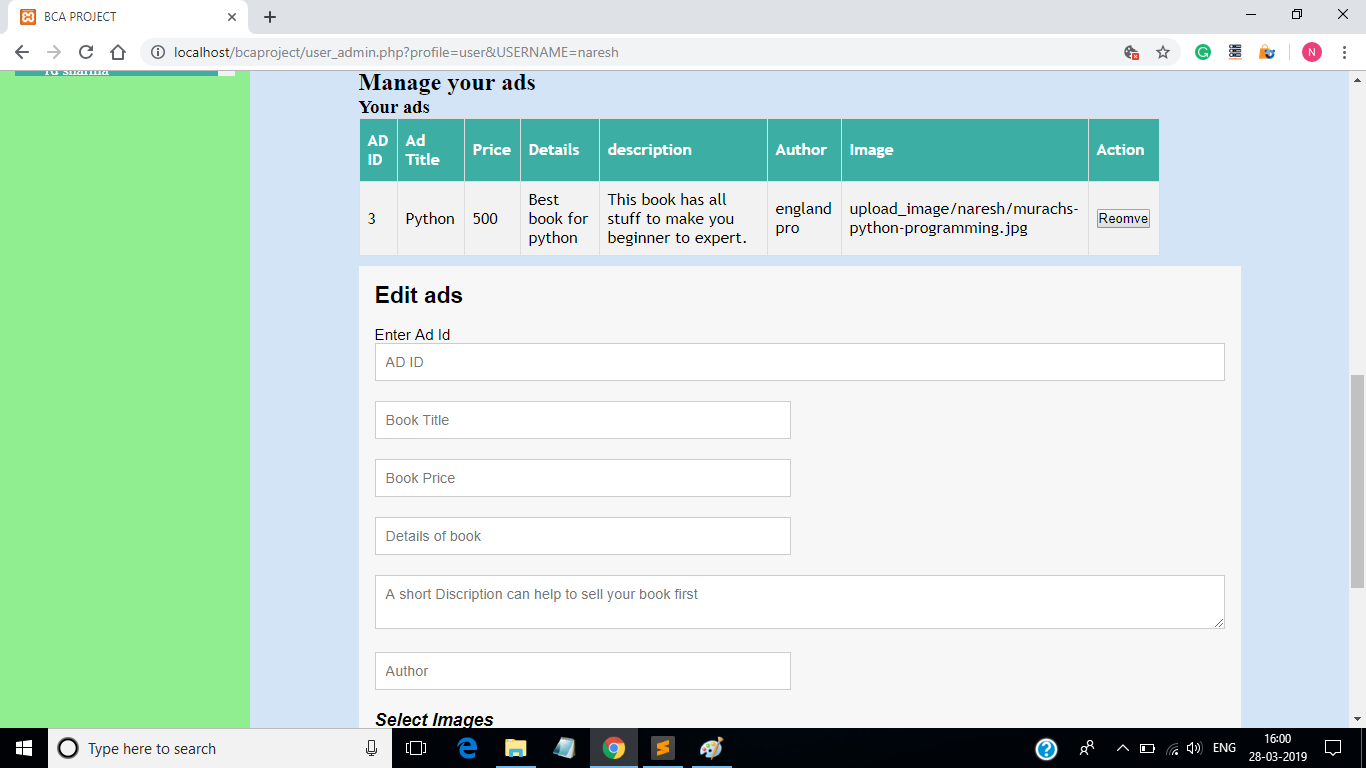 BCA PROJECT
localhost/bcaproject/user_admin.php?profile=user&USERNAME=naresh
N
Manage your ads
Your ads
AD ID Ad Title Price Details description Author Image Action
3 Python 500 Best book for python This book has all stuff to make you beginner to expert. england pro upload_image/naresh/murachs-python-programming.jpg Reomve
Edit ads
Enter Ad Id
AD ID
Book Title
Book Price
Details of book
A short Discription can help to sell your book first
Author
Select Images
Type here to search
ENG
16:00
28-03-2019